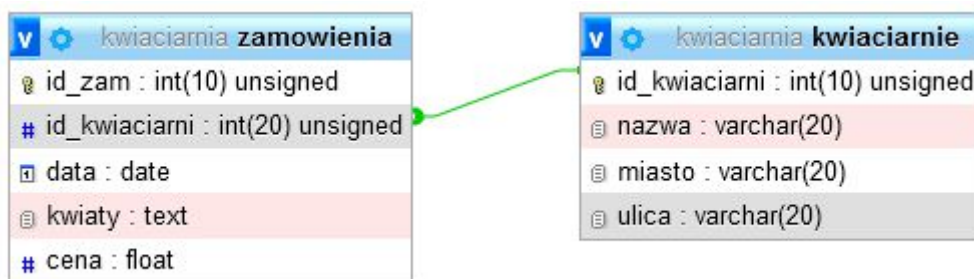 kwiaciarnia zamowienia
id_zam : int(10) unsigned
id_kwiaciarni : int(20) unsigned
data : date
kwiaty : text
cena : float
kwiaciarnia kwiaciarnie
id_kwiaciarni : int(10) unsigned
nazwa : varchar(20)
miasto : varchar(20)
ulica : varchar(20)